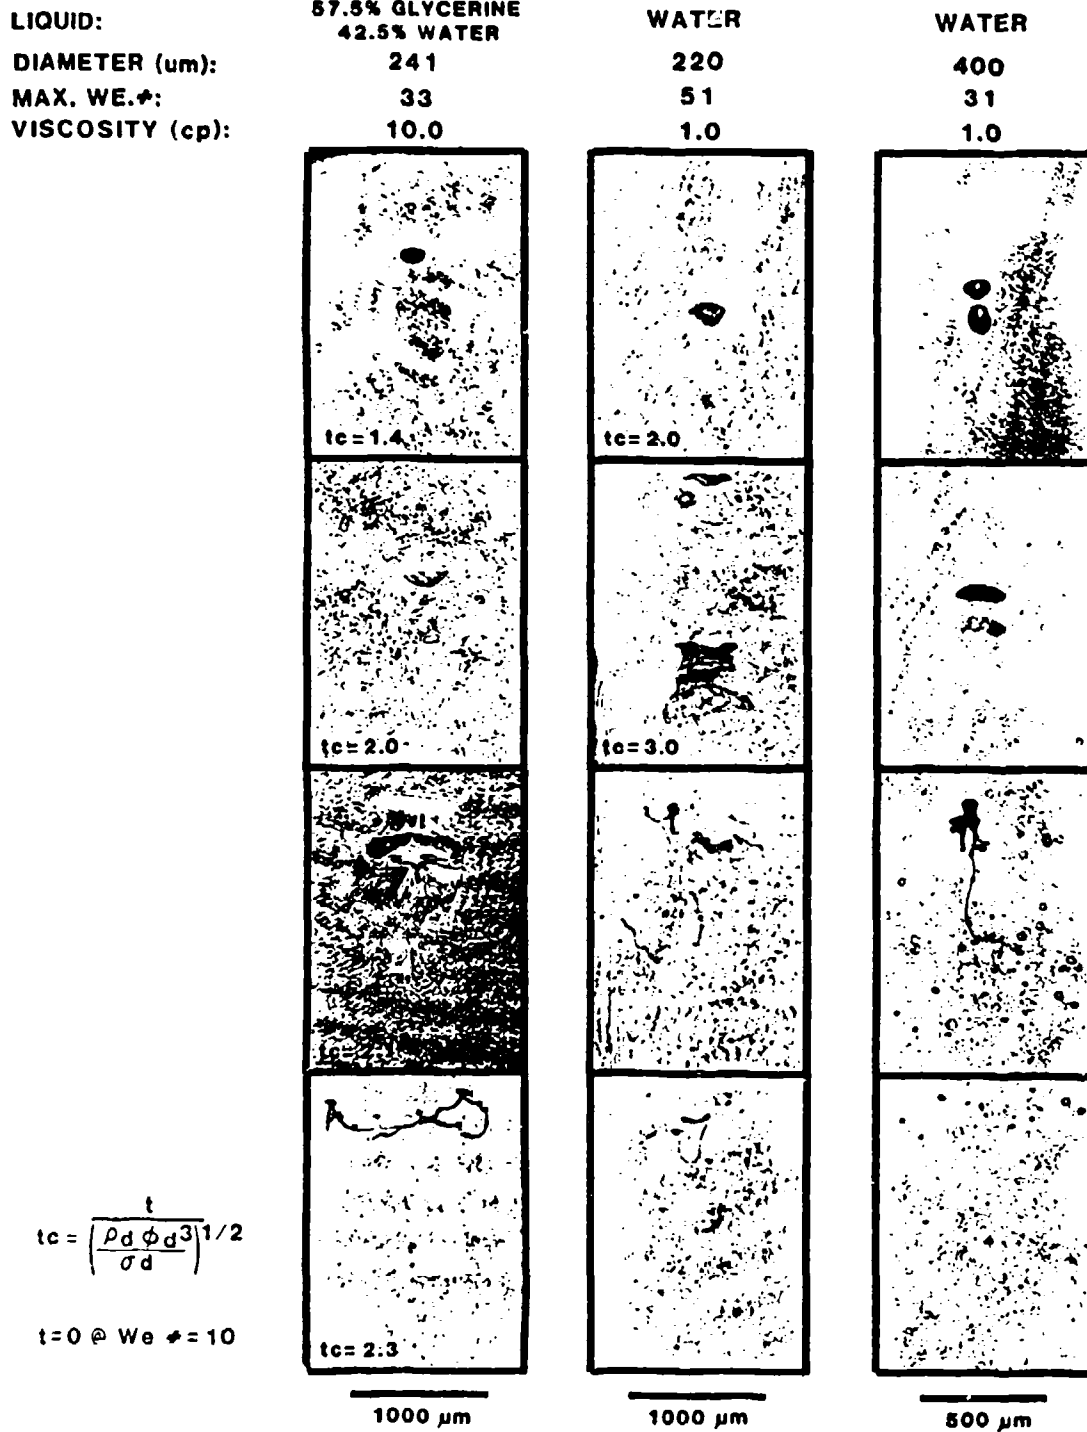 LIQUID: 57.5% GLYCERINE 42.5% WATER WATER WATER
DIAMETER (um): 241 220 400
MAX. WE.#: 33 51 31
VISCOSITY (cp): 10.0 1.0 1.0
tc=1.4 tc=2.0
tc=2.0 tc=3.0
tc=
tc= 2.3
tc = t / (ρd φd3 / σd)1/2
t=0 @ We #=10
1000 μm 1000 μm 500 μm